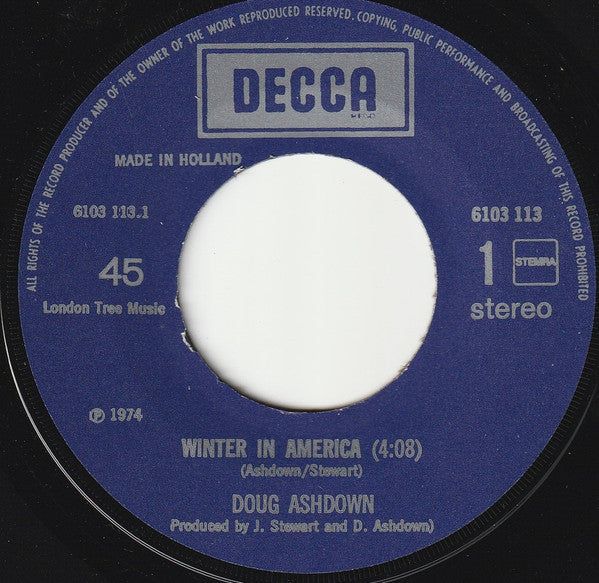 ALL RIGHTS OF THE RECORD PRODUCER AND OF THE OWNER OF THE WORK REPRODUCED RESERVED. COPYING, PUBLIC PERFORMANCE AND BROADCASTING OF THIS RECORD PROHIBITED
DECCA
MADE IN HOLLAND
6103 113.1
6103 113
45
1
STEMRA
London Tree Music
stereo
℗ 1974
WINTER IN AMERICA (4:08)
(Ashdown/Stewart)
DOUG ASHDOWN
Produced by J. Stewart and D. Ashdown)